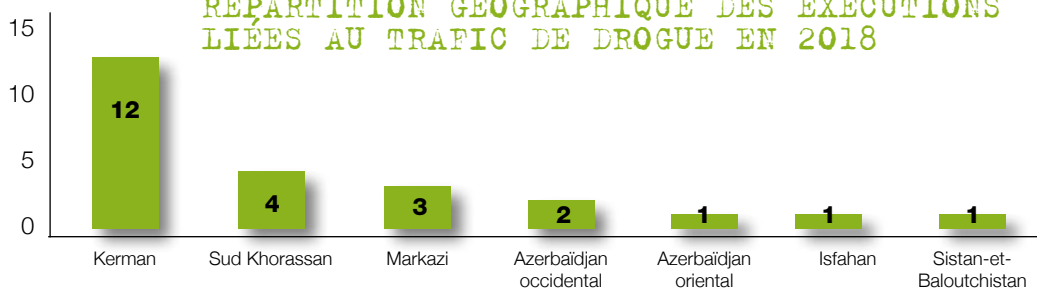 RÉPARTITION GÉOGRAPHIQUE DES EXÉCUTIONS
LIÉES AU TRAFIC DE DROGUE EN 2018
15
10
5
0
12
4
3
2
1
1
1
Kerman
Sud Khorassan
Markazi
Azerbaïdjan
occidental
Azerbaïdjan
oriental
Isfahan
Sistan-et-
Baloutchistan